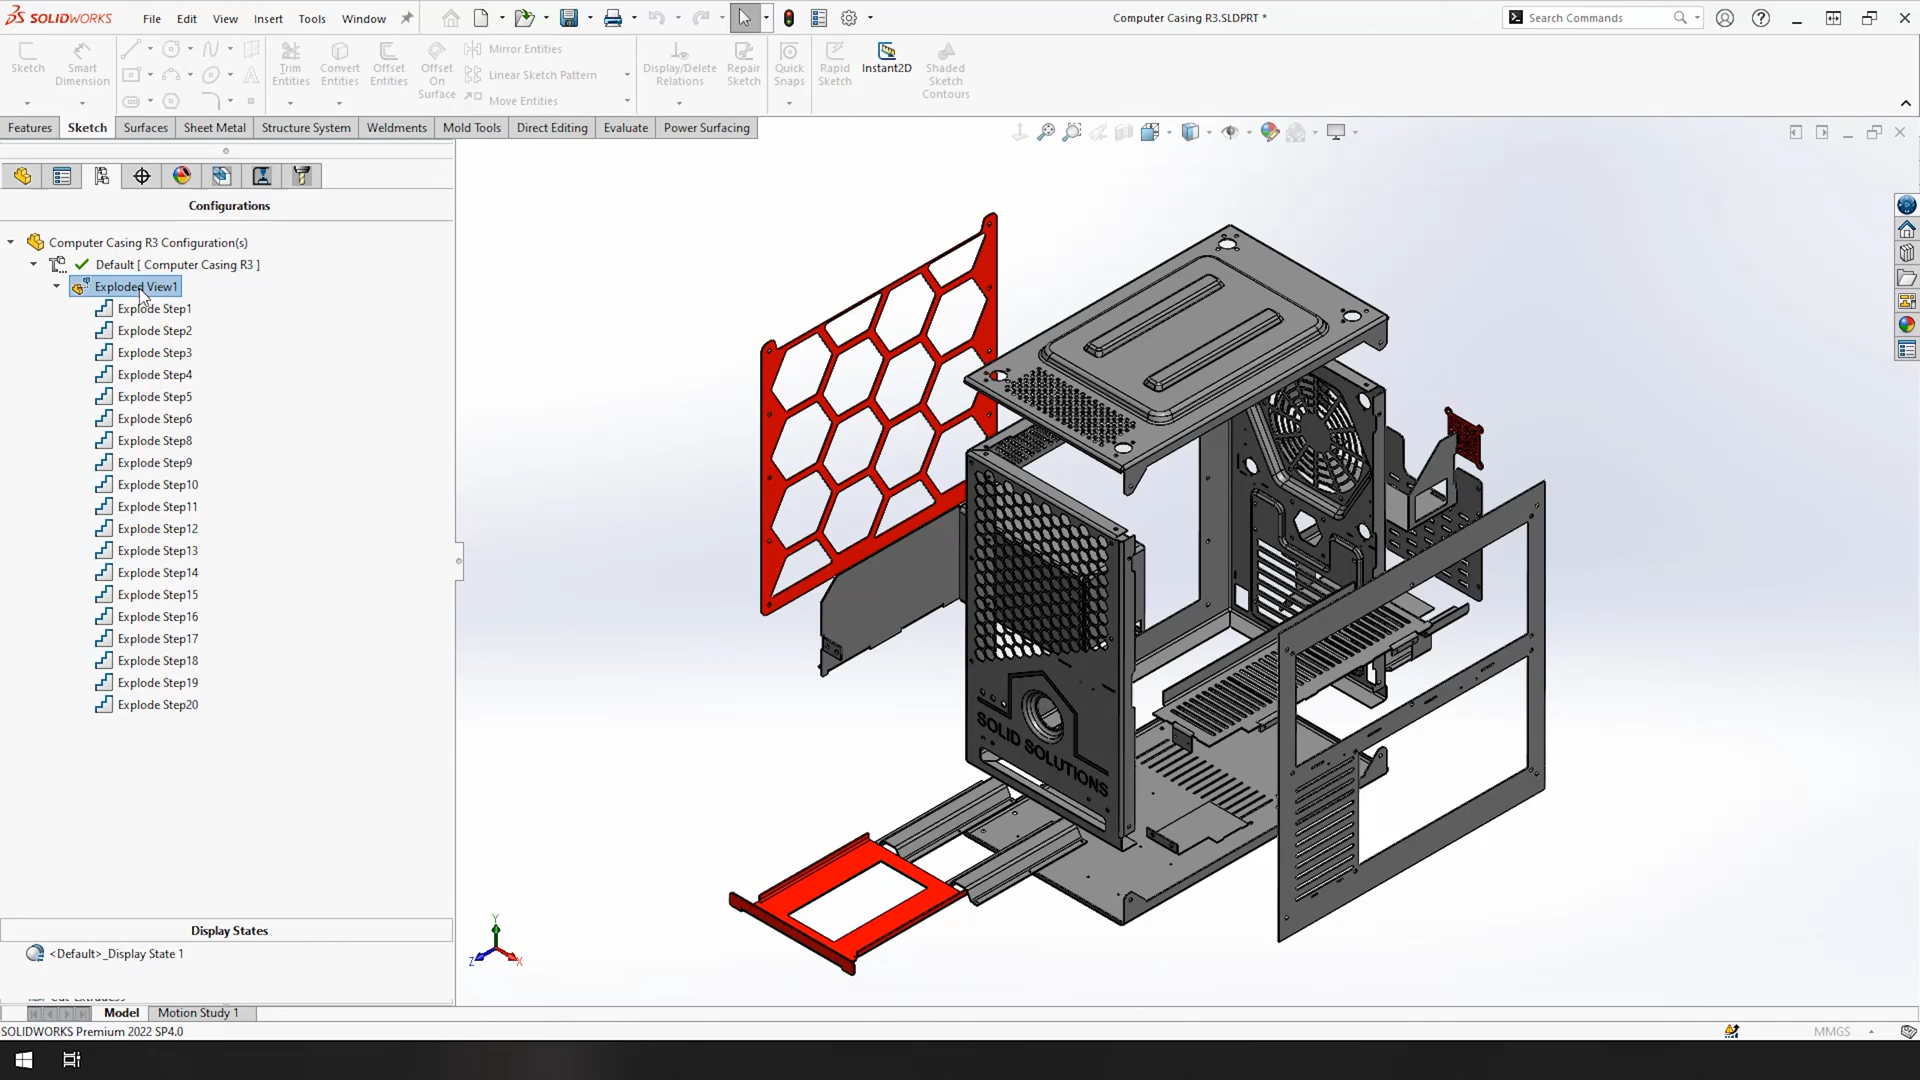 SOLIDWORKS File Edit View Insert Tools Window
Computer Casing R3.SLDPRT *
Search Commands
Sketch
Smart Dimension
Trim Entities
Convert Entities
Offset Entities
Offset On Surface
Mirror Entities
Linear Sketch Pattern
Move Entities
Display/Delete Relations
Repair Sketch
Quick Snaps
Rapid Sketch
Instant2D
Shaded Sketch Contours
Features Sketch Surfaces Sheet Metal Structure System Weldments Mold Tools Direct Editing Evaluate Power Surfacing
Configurations
Computer Casing R3 Configuration(s)
Default [ Computer Casing R3 ]
Exploded View1
Explode Step1
Explode Step2
Explode Step3
Explode Step4
Explode Step5
Explode Step6
Explode Step8
Explode Step9
Explode Step10
Explode Step11
Explode Step12
Explode Step13
Explode Step14
Explode Step15
Explode Step16
Explode Step17
Explode Step18
Explode Step19
Explode Step20
SOLID SOLUTIONS
Y
Z
X
Display States
<Default>_Display State 1
Model Motion Study 1
SOLIDWORKS Premium 2022 SP4.0
MMGS